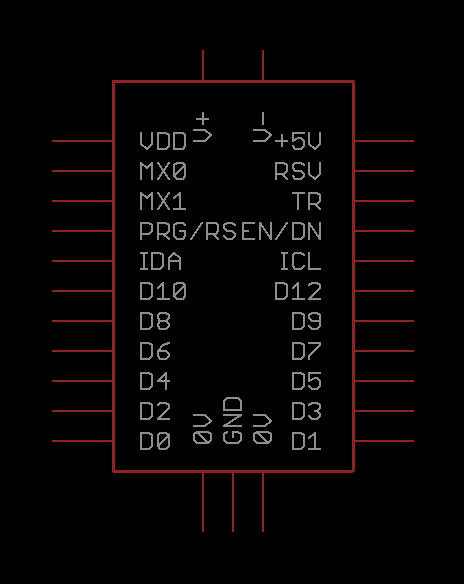 V+ V-
VDD +5V
MX0 RSV
MX1 TR
PRG/RSEN/DN
IDA ICL
D10 D12
D8 D9
D6 D7
D4 D5
D2 D3
D0 0V GND 0V D1